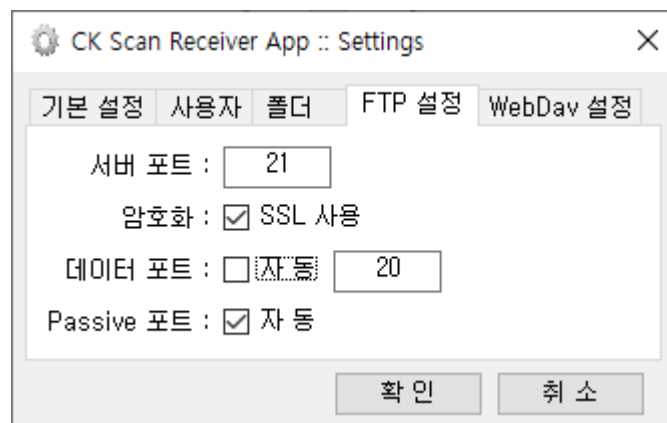 CK Scan Receiver App :: Settings
기본 설정 사용자 폴더 FTP 설정 WebDav 설정
서버 포트 : 21
암호화 : SSL 사용
데이터 포트 : 자 동 20
Passive 포트 : 자 동
확 인 취 소